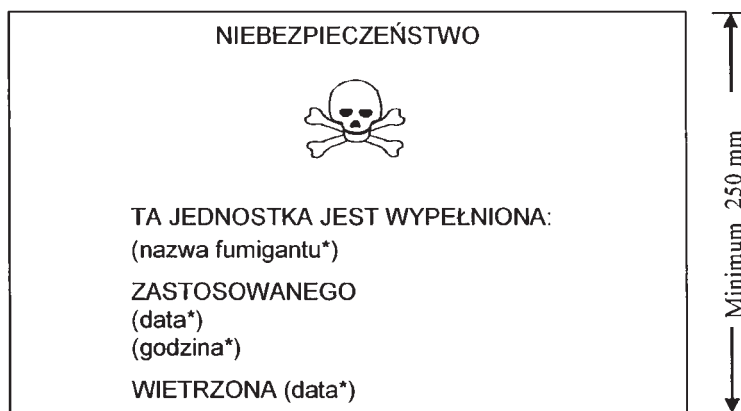 NIEBEZPIECZEŃSTWO
TA JEDNOSTKA JEST WYPEŁNIONA:
(nazwa fumigantu*)
ZASTOSOWANEGO
(data*)
(godzina*)
WIETRZONA (data*)
Minimum 250 mm